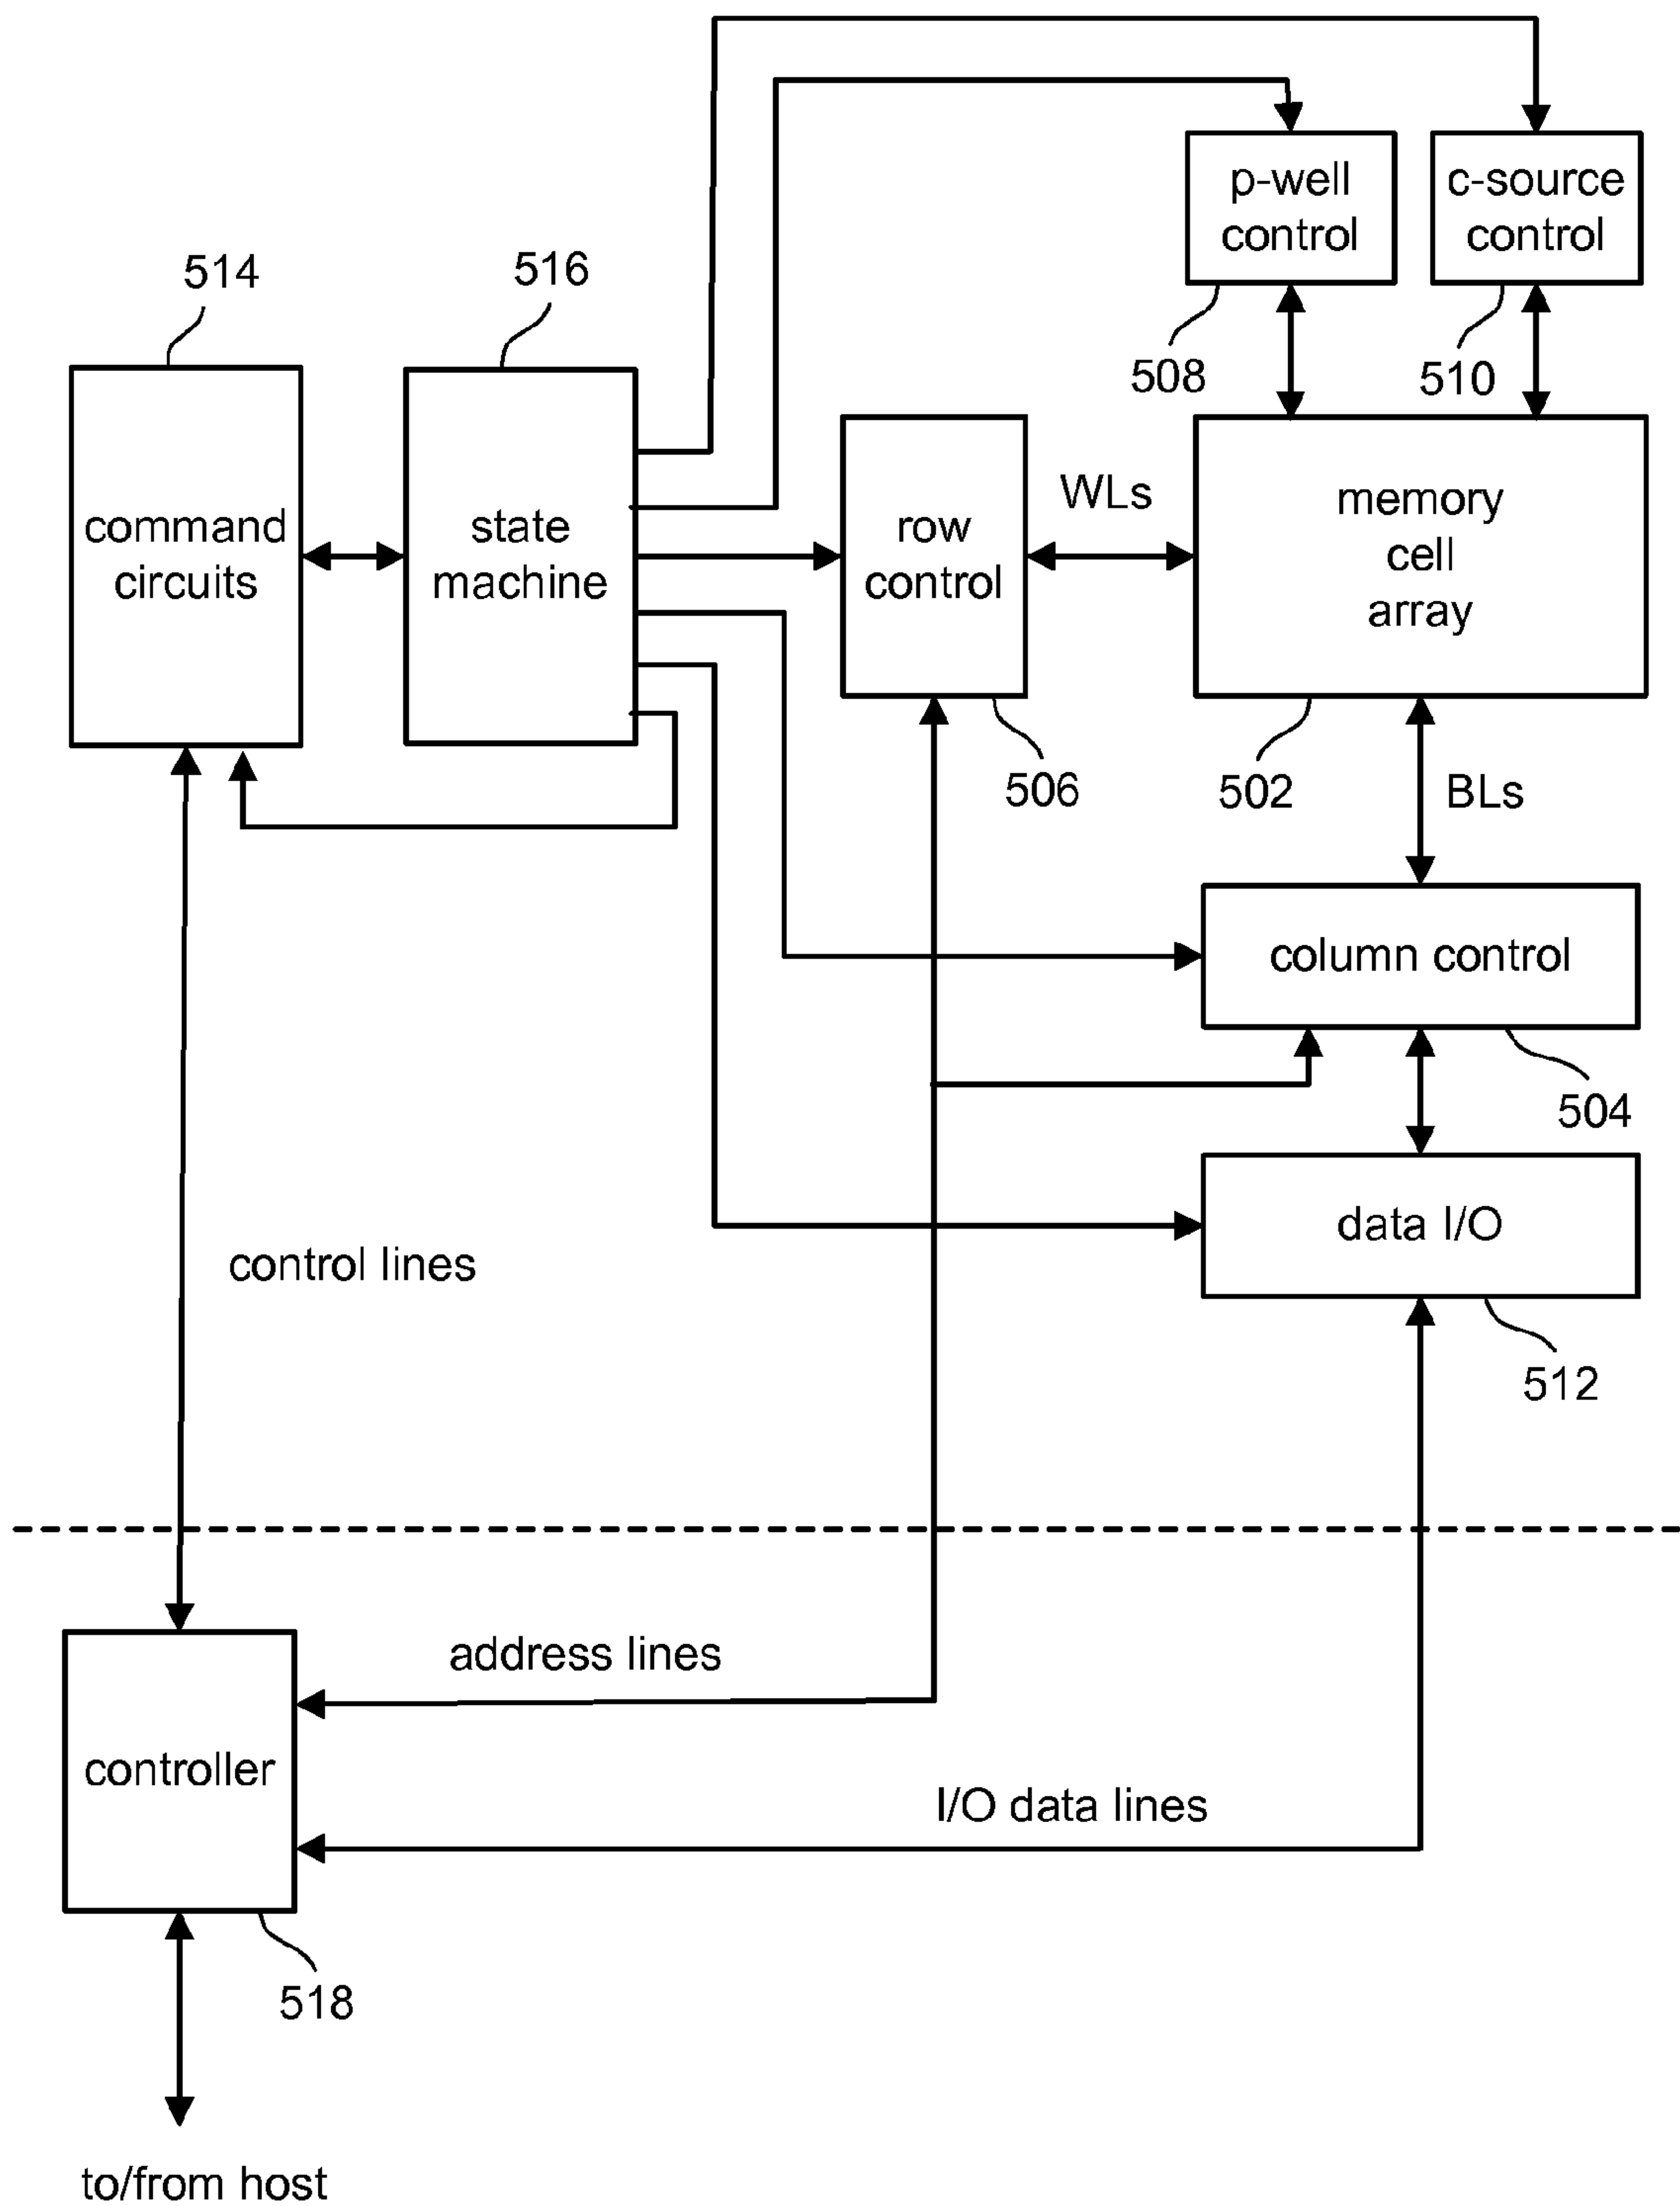 p-well
control
c-source
control
514
516
508
510
command
circuits
state
machine
row
control
WLs
memory
cell
array
506
502
BLs
column control
504
data I/O
control lines
512
address lines
controller
I/O data lines
518
to/from host